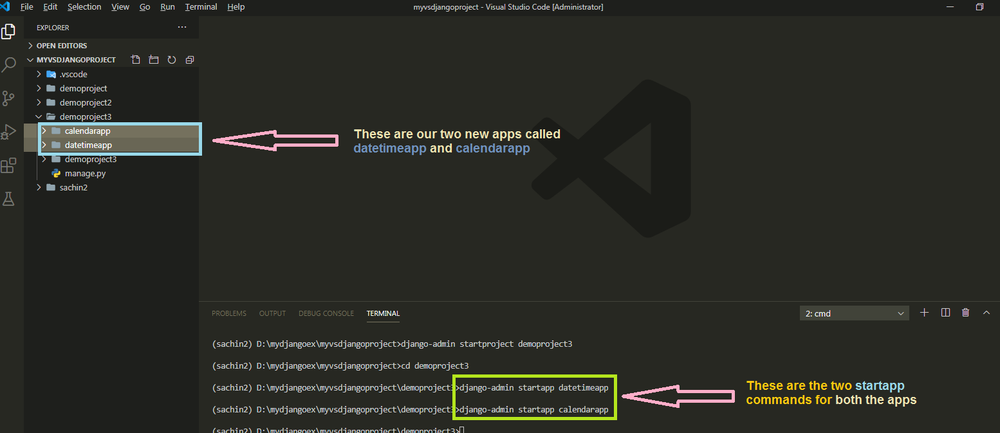 File Edit Selection View Go Run Terminal Help
myvsdjangoproject - Visual Studio Code [Administrator]
EXPLORER
OPEN EDITORS
MYVSDJANGOPROJECT
.vscode
demoproject
demoproject2
demoproject3
calendarapp
datetimeapp
demoproject3
manage.py
sachin2
These are our two new apps called
datetimeapp and calendarapp
PROBLEMS OUTPUT DEBUG CONSOLE TERMINAL
2: cmd
(sachin2) D:\mydjangoex\myvsdjangoproject>django-admin startproject demoproject3
(sachin2) D:\mydjangoex\myvsdjangoproject>cd demoproject3
(sachin2) D:\mydjangoex\myvsdjangoproject\demoproject3>django-admin startapp datetimeapp
(sachin2) D:\mydjangoex\myvsdjangoproject\demoproject3>django-admin startapp calendarapp
(sachin2) D:\mydjangoex\myvsdjangoproject\demoproject3>
These are the two startapp
commands for both the apps